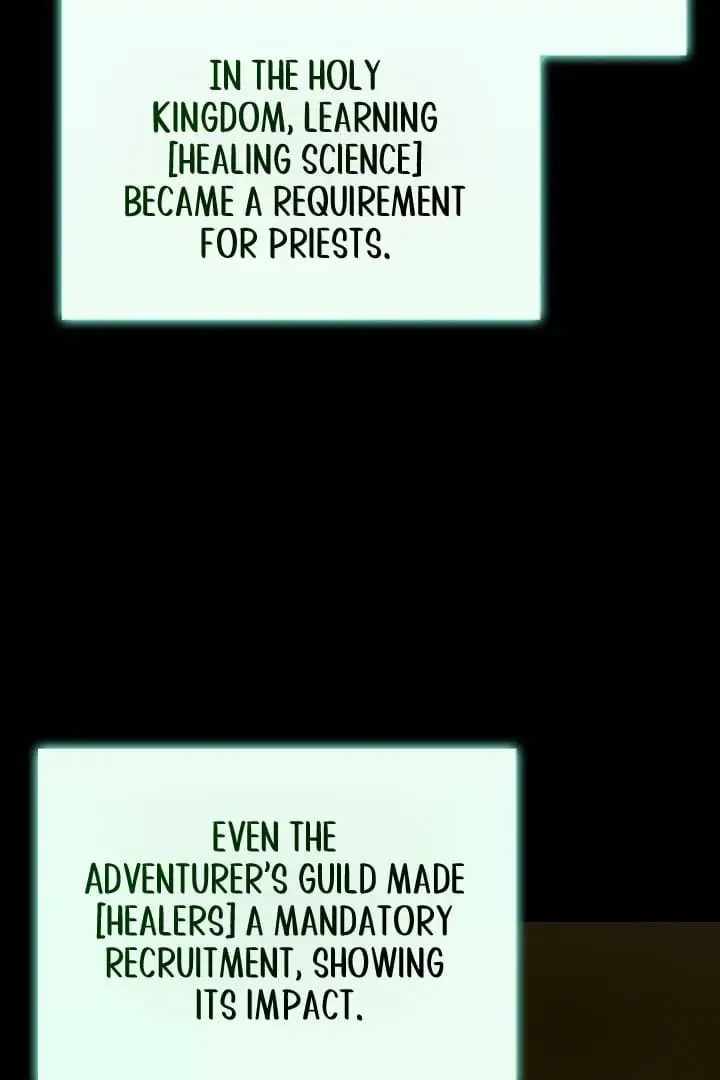 IN THE HOLY
KINGDOM, LEARNING
[HEALING SCIENCE]
BECAME A REQUIREMENT
FOR PRIESTS.
EVEN THE
ADVENTURER'S GUILD MADE
[HEALERS] A MANDATORY
RECRUITMENT, SHOWING
ITS IMPACT.